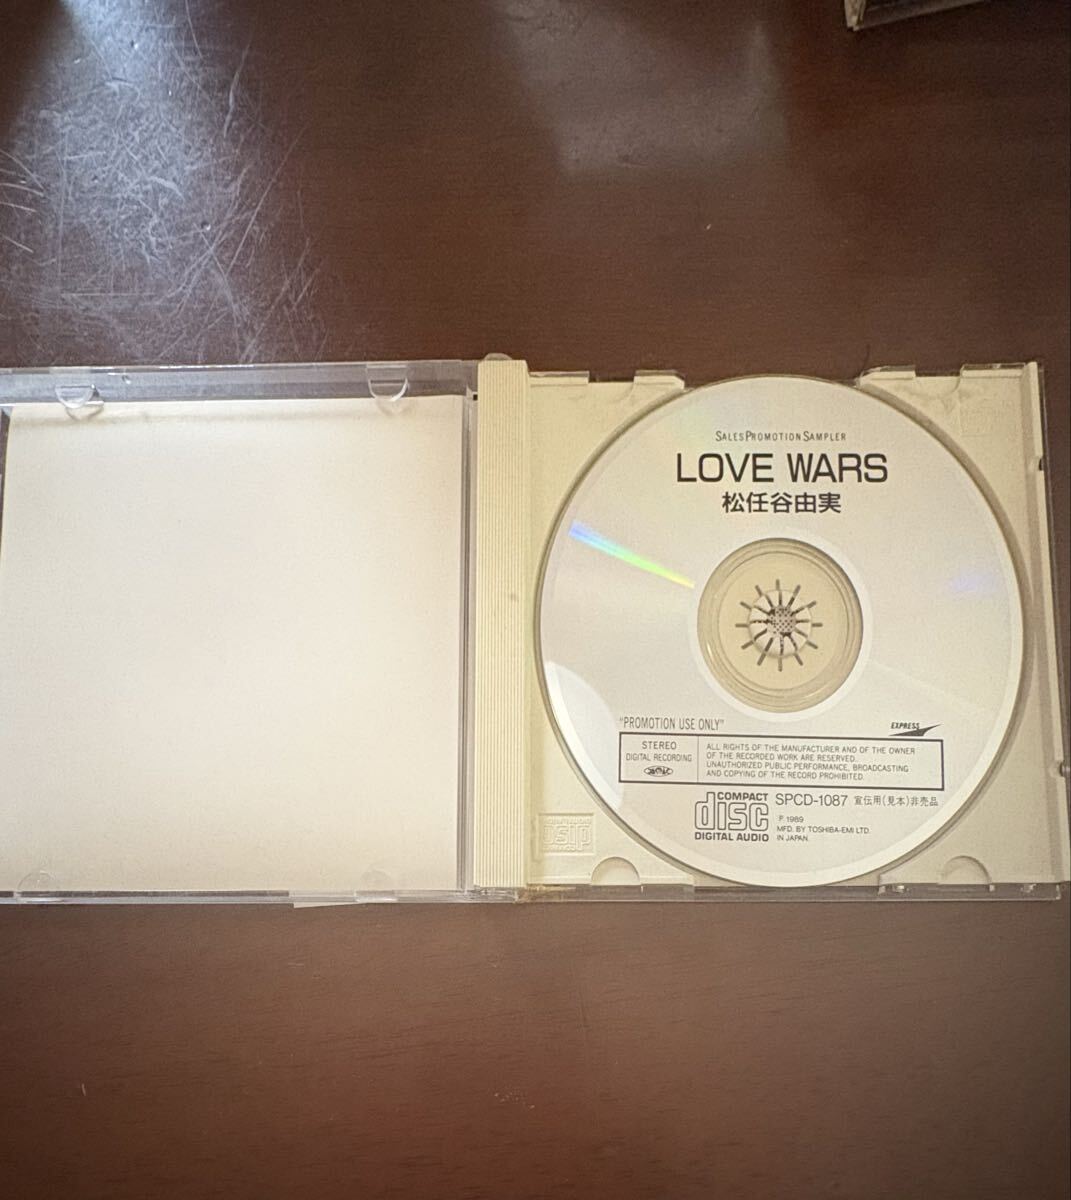 SALES PROMOTION SAMPLER
LOVE WARS
松任谷由実
"PROMOTION USE ONLY"
EXPRESS
STEREO
DIGITAL RECORDING
ALL RIGHTS OF THE MANUFACTURER AND OF THE OWNER
OF THE RECORDED WORK ARE RESERVED.
UNAUTHORIZED PUBLIC PERFORMANCE, BROADCASTING
AND COPYING OF THE RECORD PROHIBITED.
COMPACT
disc
DIGITAL AUDIO
SPCD-1087 宣伝用(見本)非売品
℗ 1989
MFD. BY TOSHIBA-EMI LTD.
IN JAPAN.
disc